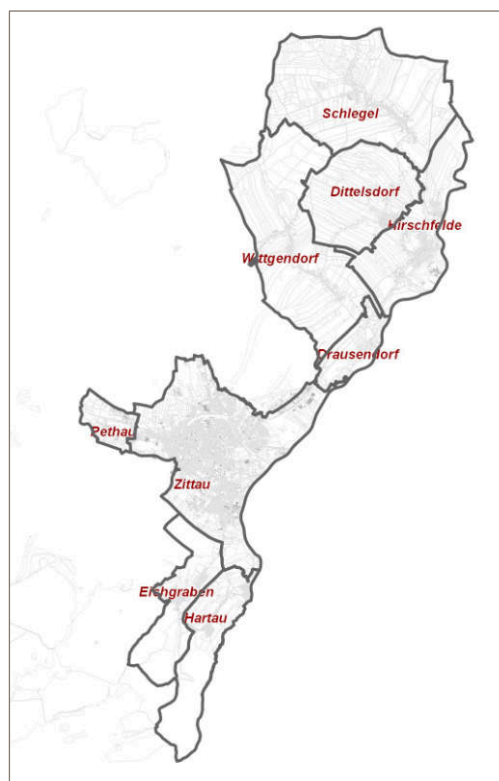 Schlegel
Dittelsdorf
Hirschfelde
Wittgendorf
Drausendorf
Pethau
Zittau
Eichgraben
Hartau